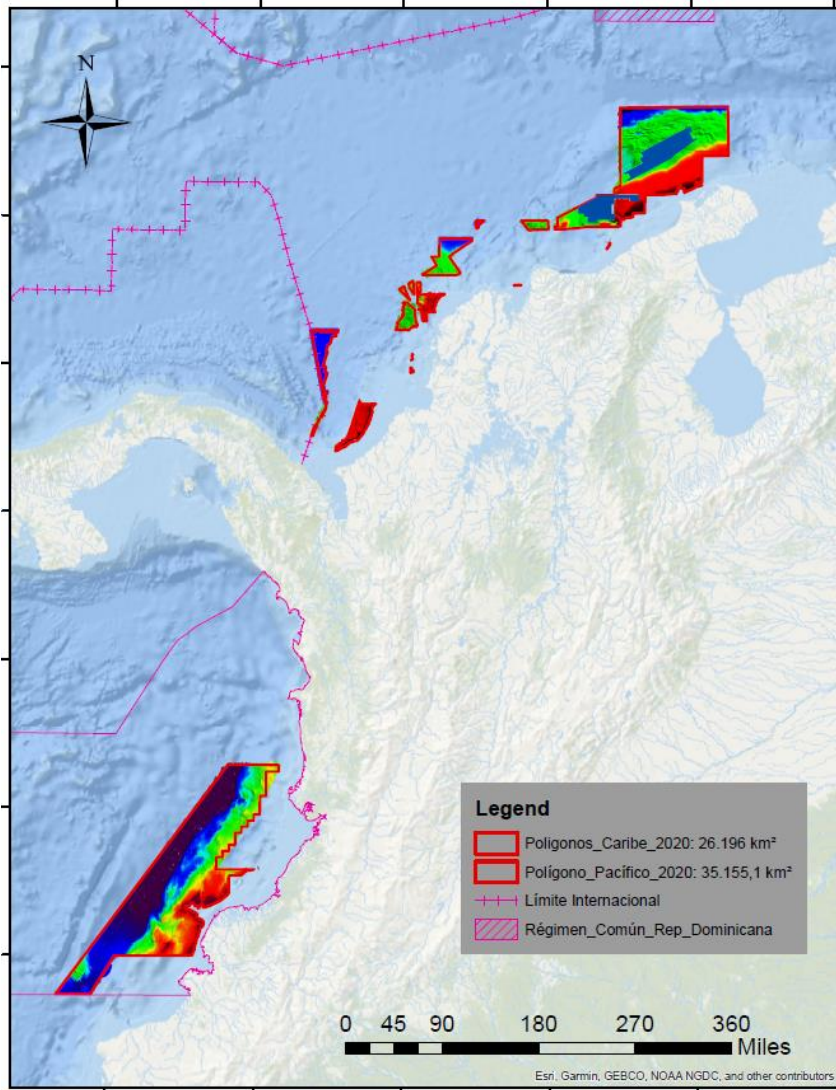 N
Legend
Poligonos_Caribe_2020: 26.196 km²
Polígono_Pacífico_2020: 35.155,1 km²
Límite Internacional
Régimen_Común_Rep_Dominicana
0 45 90 180 270 360
Miles
Esri, Garmin, GEBCO, NOAA NGDC, and other contributors